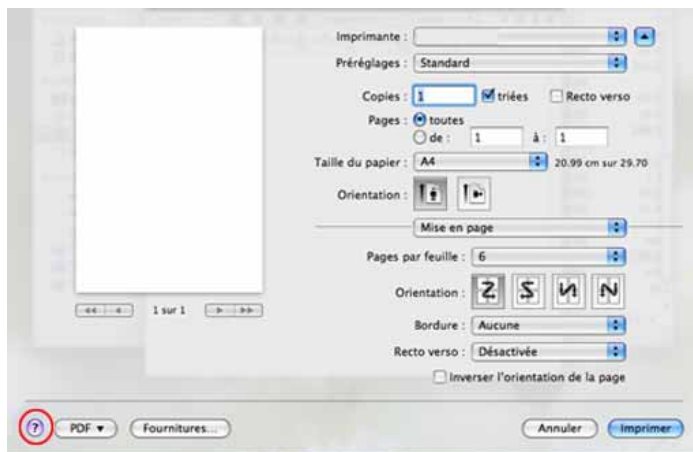 Imprimante :
Préréglages : Standard
Copies : 1 triées Recto verso
Pages : toutes
de : 1 à : 1
Taille du papier : A4 20.99 cm sur 29.70
Orientation :
Mise en page
Pages par feuille : 6
Orientation :
Bordure : Aucune
Recto verso : Désactivée
Inverser l'orientation de la page
1 sur 1
? PDF Fournitures... Annuler Imprimer